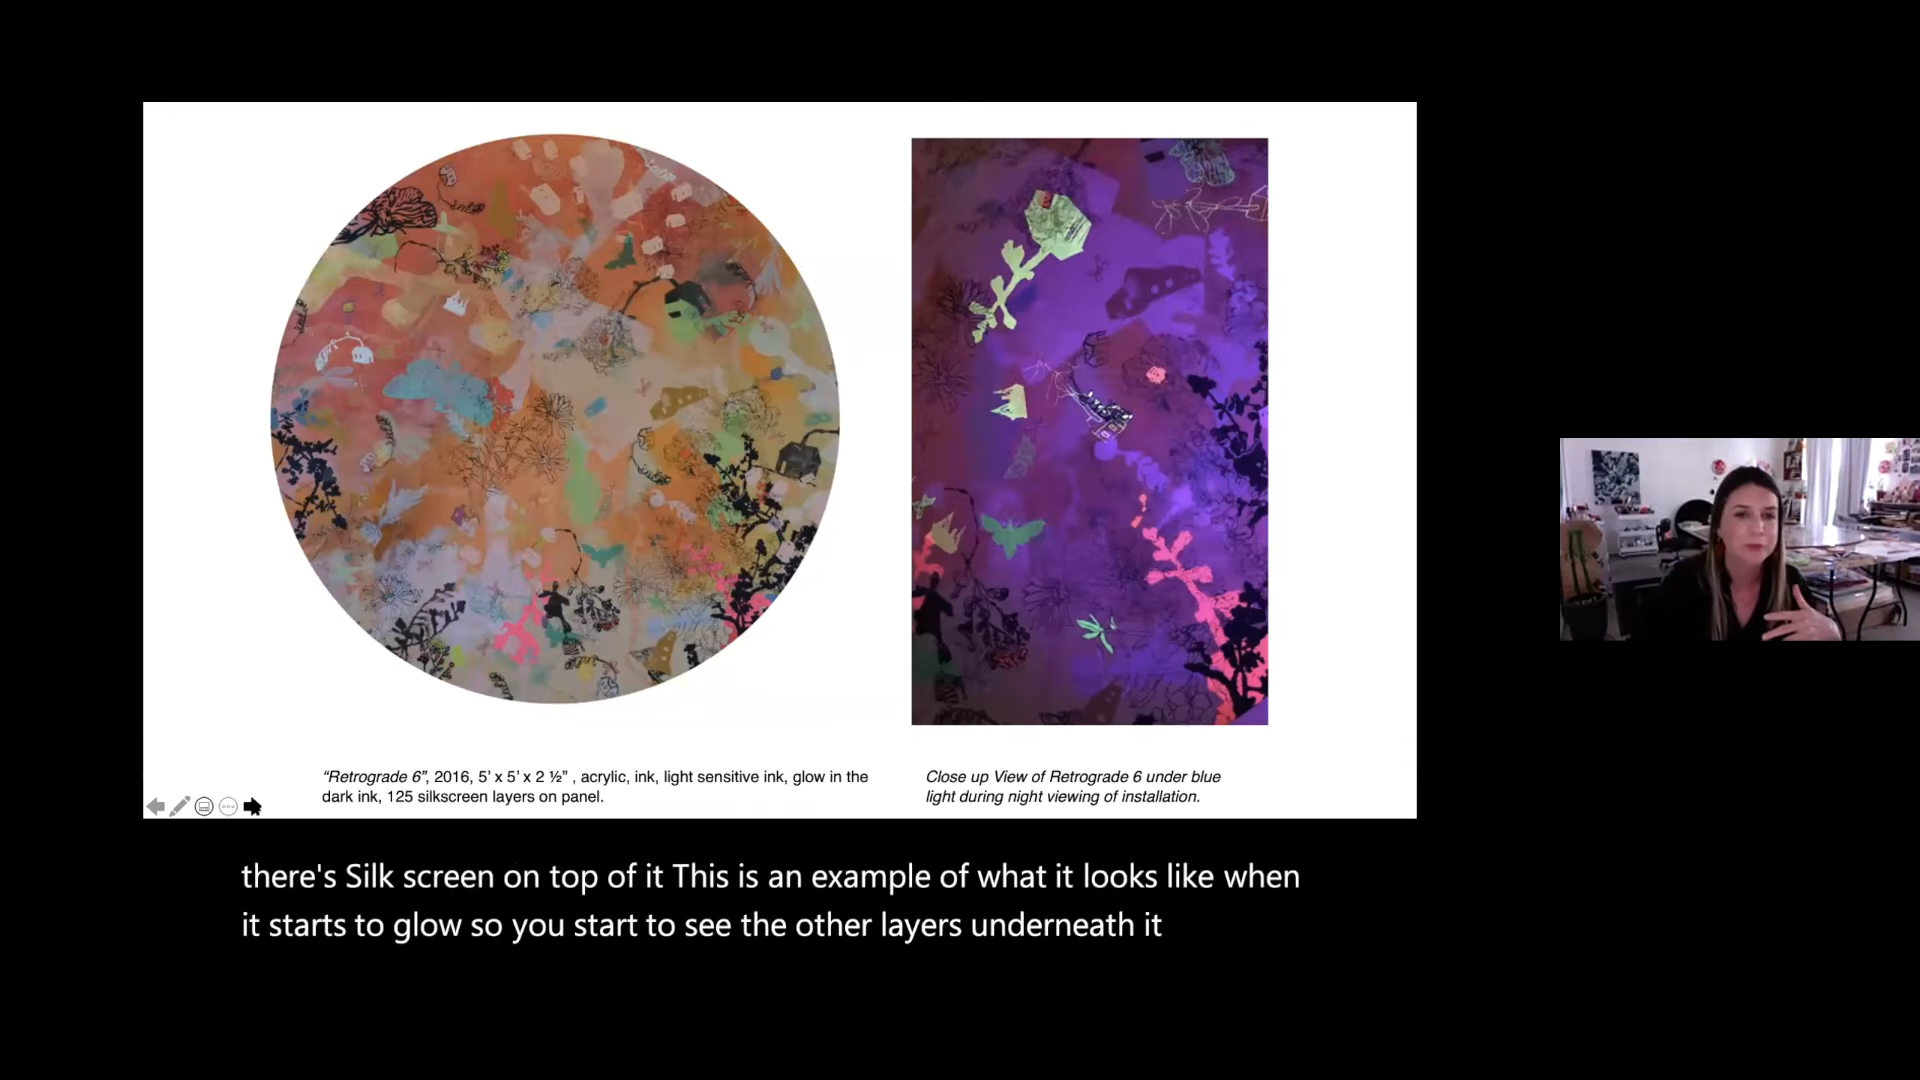 “Retrograde 6”, 2016, 5' x 5' x 2 ½” , acrylic, ink, light sensitive ink, glow in the
dark ink, 125 silkscreen layers on panel.
Close up View of Retrograde 6 under blue
light during night viewing of installation.
there's Silk screen on top of it This is an example of what it looks like when
it starts to glow so you start to see the other layers underneath it